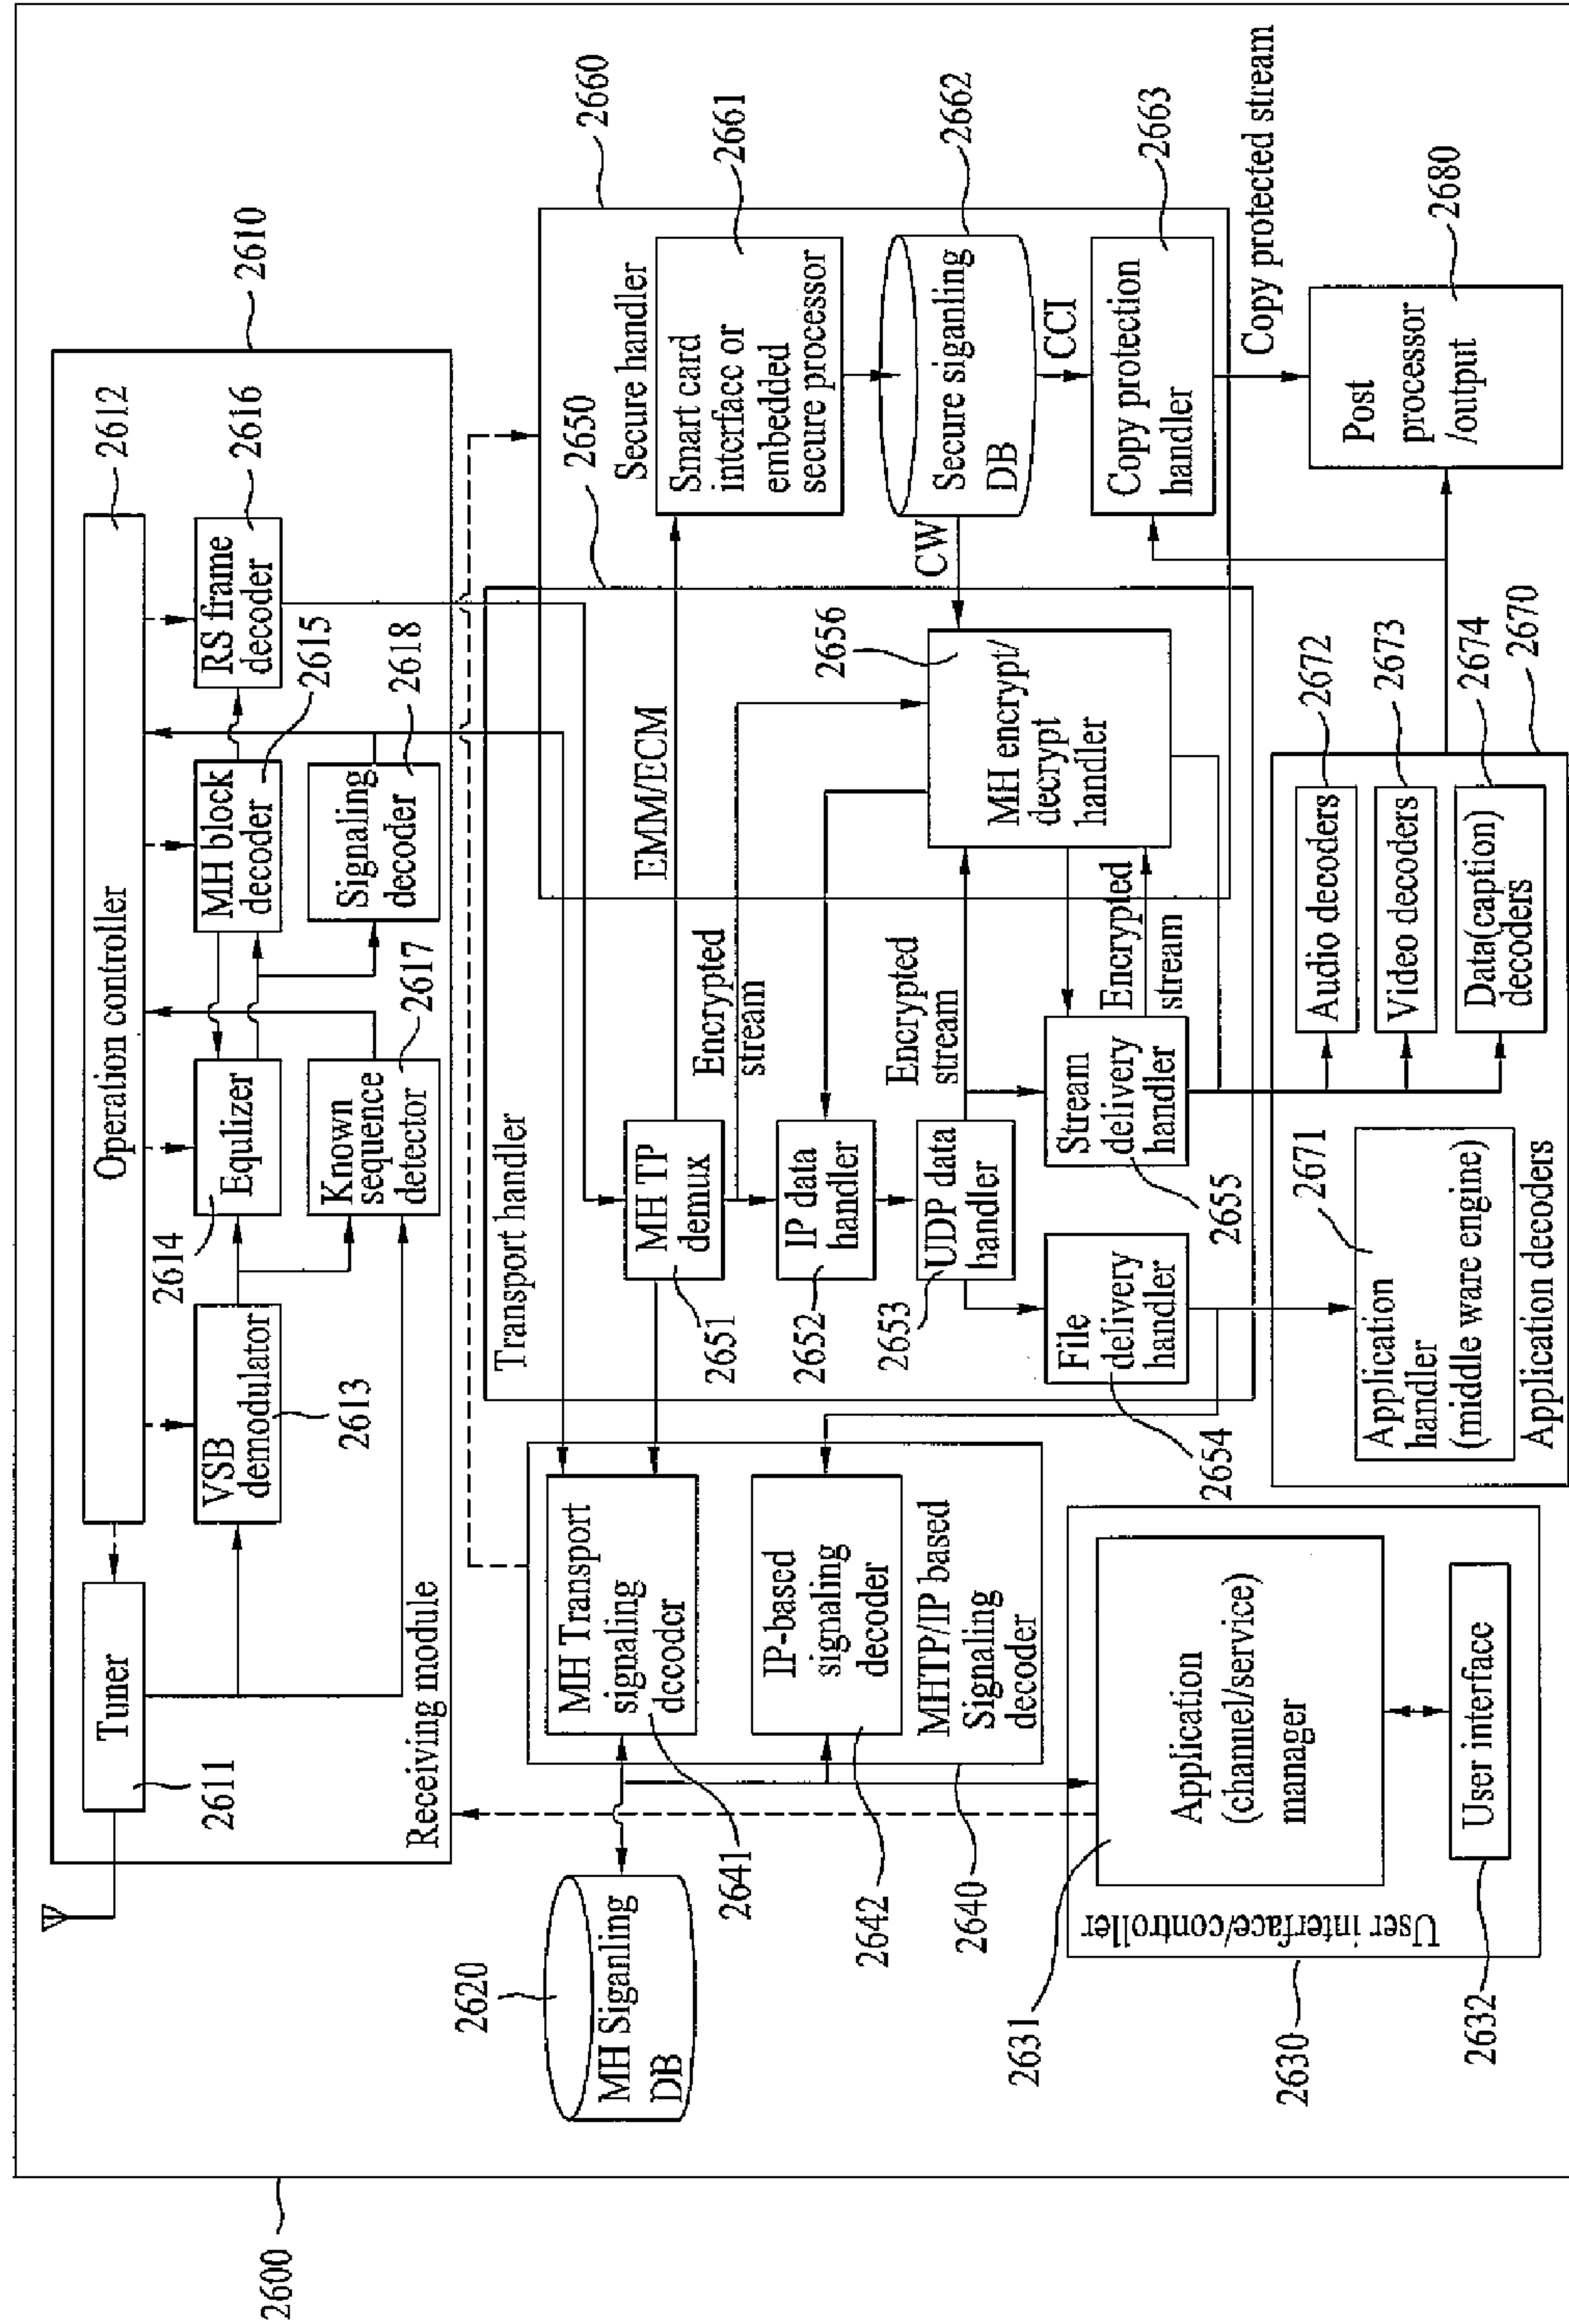 2600
2610
2612
Operation controller
Tuner
2611
VSB
demodulator
2613
2614
Equlizer
Known
sequence
detector
2617
MH block
decoder
2615
Signaling
decoder
2618
RS frame
decoder
2616
Receiving module
2620
MH Siganling
DB
MH Transport
signaling
decoder
2641
IP-based
signaling
decoder
2642
MHTP/IP based
Signaling
decoder
2640
Transport handler
2650
MH TP
demux
2651
EMM/ECM
Encrypted
stream
IP data
handler
2652
UDP data
handler
2653
Encrypted
stream
File
delivery
handler
2654
Stream
delivery
handler
2655
Encrypted
stream
MH encrypt/
decrypt
handler
2656
Secure handler
2660
Smart card
interface or
embedded
secure processor
2661
Secure siganling
DB
2662
CW
CCI
Copy protection
handler
2663
Copy protected stream
Post
processor
/output
2680
User interface/controller
2630
Application
(channel/service)
manager
2631
User interface
2632
Application
handler
(middle ware engine)
2671
Application decoders
2670
Audio decoders
2672
Video decoders
2673
Data(caption)
decoders
2674